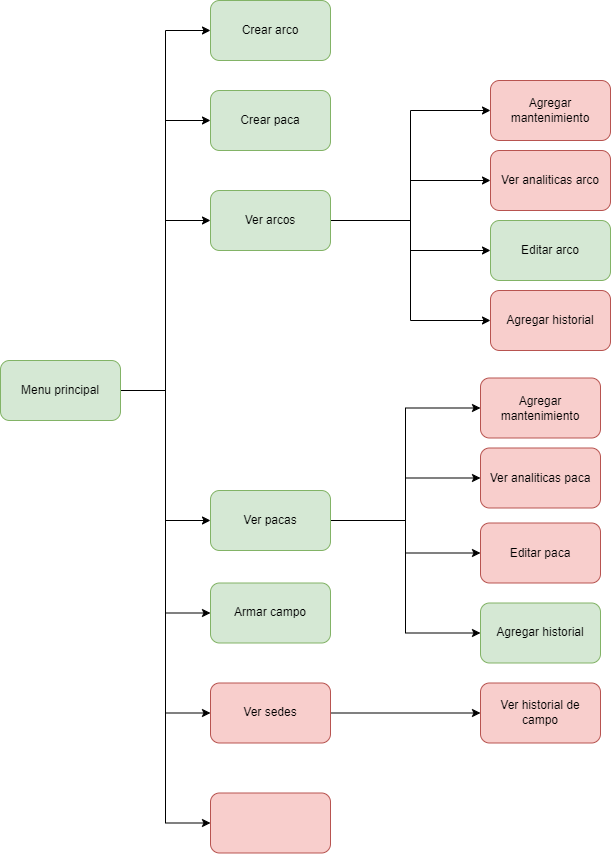 Crear arco
Crear paca
Ver arcos
Agregar
mantenimiento
Ver analiticas arco
Editar arco
Agregar historial
Menu principal
Ver pacas
Agregar
mantenimiento
Ver analiticas paca
Editar paca
Agregar historial
Armar campo
Ver sedes
Ver historial de
campo